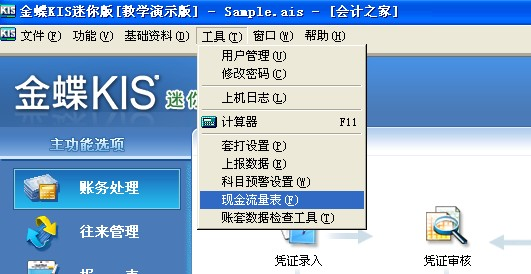 金蝶KIS迷你版[教学演示版] - Sample.ais - [会计之家]
KIS 文件(F) 功能(V) 基础资料(D) 工具(T) 窗口(W) 帮助(H)
用户管理(U)
修改密码(C)
上机日志(L)
计算器 F11
套打设置(P)
上报数据(E)
科目预警设置(W)
现金流量表(F)
账套数据检查工具(T)
金蝶KIS 迷你
主功能选项
账务处理
往来管理
凭证录入
凭证审核